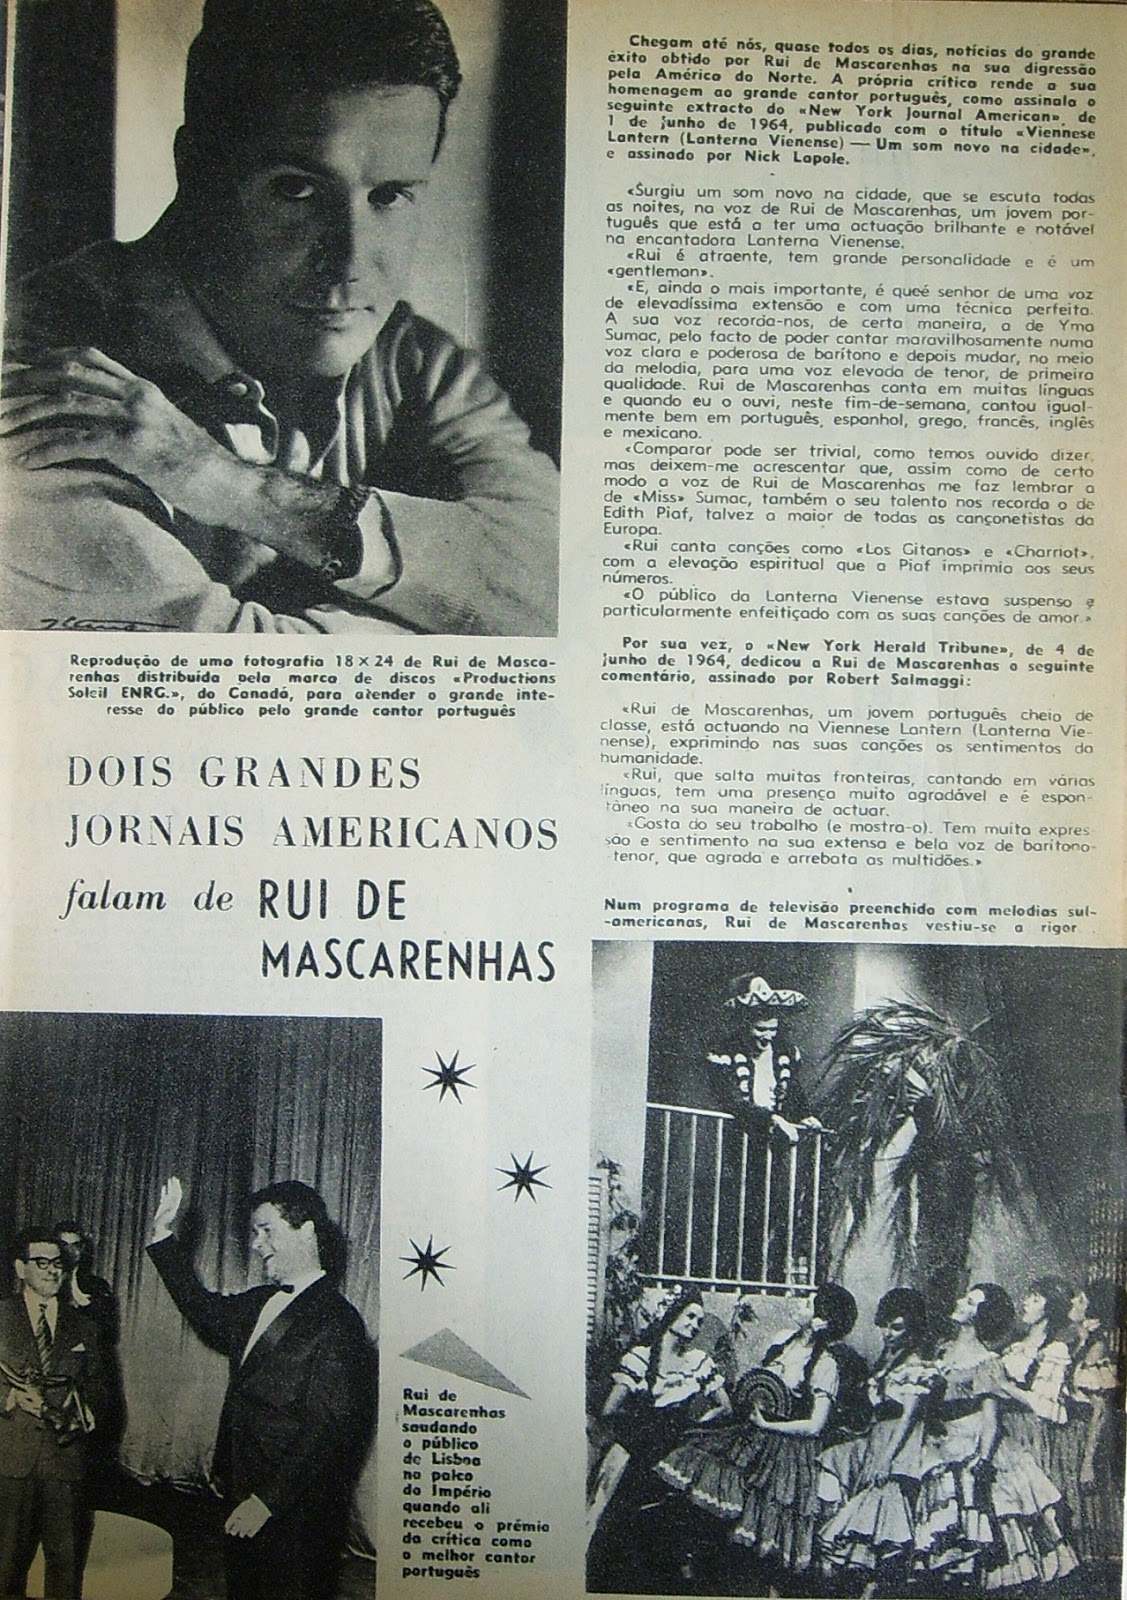 Chegam até nós, quase todos os dias, notícias do grande
êxito obtido por Rui de Mascarenhas na sua digressão
pela América do Norte. A própria crítica rende a sua
homenagem ao grande cantor português, como assinala o
seguinte extracto do «New York Journal American», de
1 de junho de 1964, publicado com o título «Viennese
Lantern (Lanterna Vienense) — Um som novo na cidade»,
e assinado por Nick Lapole.
«Surgiu um som novo na cidade, que se escuta todas
as noites, na voz de Rui de Mascarenhas, um jovem por-
tuguês que está a ter uma actuação brilhante e notável
na encantadora Lanterna Vienense.
«Rui é atraente, tem grande personalidade e é um
«gentleman».
«E, ainda o mais importante, é queé senhor de uma voz
de elevadíssima extensão e com uma técnica perfeita.
A sua voz recorda-nos, de certa maneira, a de Yma
Sumac, pelo facto de poder cantar maravilhosamente numa
voz clara e poderosa de barítono e depois mudar, no meio
da melodia, para uma voz elevada de tenor, de primeira
qualidade. Rui de Mascarenhas canta em muitas línguas
e quando eu o ouvi, neste fim-de-semana, cantou igual-
mente bem em português, espanhol, grego, francês, inglês
e mexicano.
«Comparar pode ser trivial, como temos ouvido dizer,
mas deixem-me acrescentar que, assim como de certo
modo a voz de Rui de Mascarenhas me faz lembrar a
de «Miss» Sumac, também o seu talento nos recorda o de
Edith Piaf, talvez a maior de todas as cançonetistas da
Europa.
«Rui canta canções como «Los Gitanos» e «Charriot»,
com a elevação espiritual que a Piaf imprimia aos seus
números.
«O público da Lanterna Vienense estava suspenso e
particularmente enfeitiçado com as suas canções de amor.»
Por sua vez, o «New York Herald Tribune», de 4 de
junho de 1964, dedicou a Rui de Mascarenhas o seguinte
comentário, assinado por Robert Salmaggi:
«Rui de Mascarenhas, um jovem português cheio de
classe, está actuando na Viennese Lantern (Lanterna Vie-
nense), exprimindo nas suas canções os sentimentos da
humanidade.
«Rui, que salta muitas fronteiras, cantando em várias
línguas, tem uma presença muito agradável e é espon-
tâneo na sua maneira de actuar.
«Gosta do seu trabalho (e mostra-o). Tem muita expres-
são e sentimento na sua extensa e bela voz de barítono-
-tenor, que agrada e arrebata as multidões.»
Reprodução de uma fotografia 18 × 24 de Rui de Masca-
renhas distribuída pela marca de discos «Productions
Soleil ENRG.», do Canadá, para atender o grande inte-
resse do público pelo grande cantor português
DOIS GRANDES
JORNAIS AMERICANOS
falam de RUI DE
MASCARENHAS
Num programa de televisão preenchido com melodias sul-
-americanas, Rui de Mascarenhas vestiu-se a rigor
Rui de
Mascarenhas
saudando
o público
de Lisboa
no palco
do Império
quando ali
recebeu o prémio
da crítica como
o melhor cantor
português